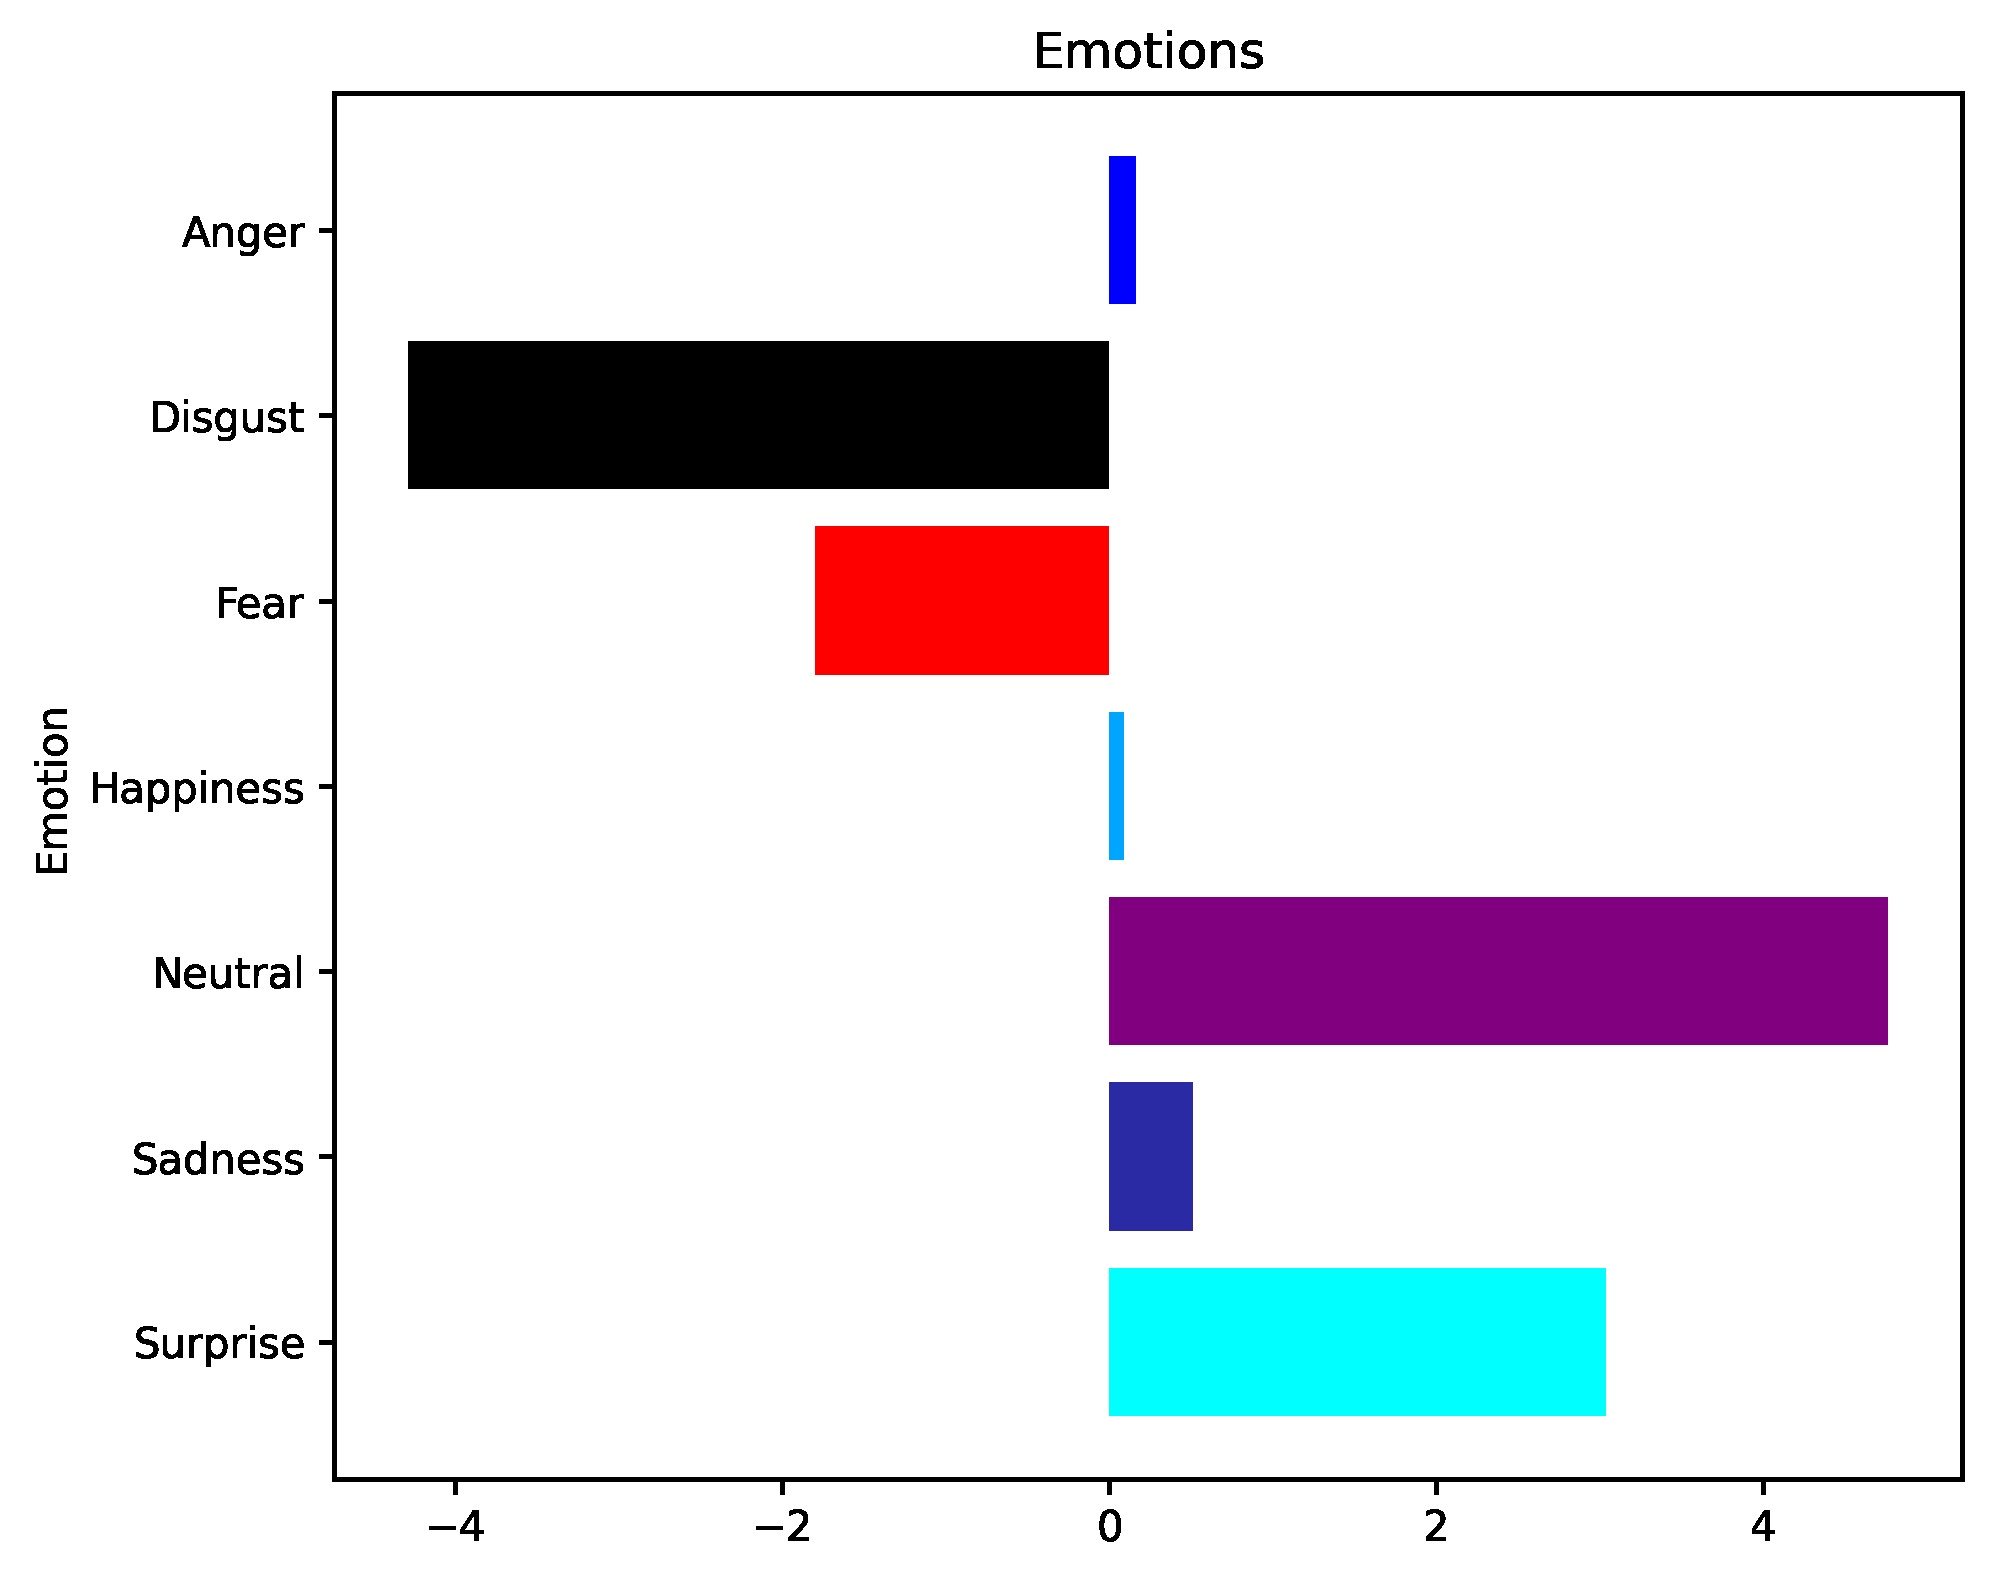 Emotions
Anger
Disgust
Fear
Happiness
Neutral
Sadness
Surprise
Emotion
−4 −2 0 2 4